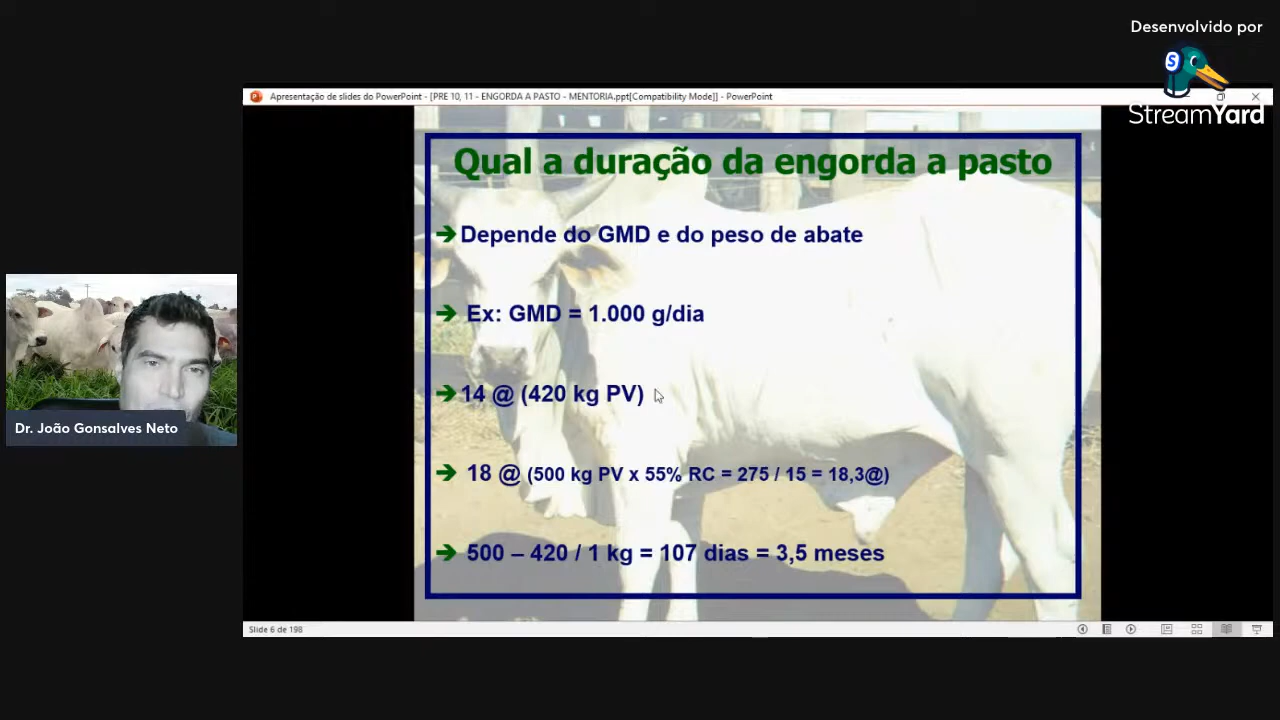 Desenvolvido por
StreamYard
Apresentação de slides do PowerPoint - [PRE 10, 11 - ENGORDA A PASTO - MENTORIA.ppt[Compatibility Mode]] - PowerPoint
Qual a duração da engorda a pasto
➔ Depende do GMD e do peso de abate
➔ Ex: GMD = 1.000 g/dia
➔ 14 @ (420 kg PV)
➔ 18 @ (500 kg PV x 55% RC = 275 / 15 = 18,3@)
➔ 500 – 420 / 1 kg = 107 dias = 3,5 meses
Dr. João Gonsalves Neto
Slide 6 de 198